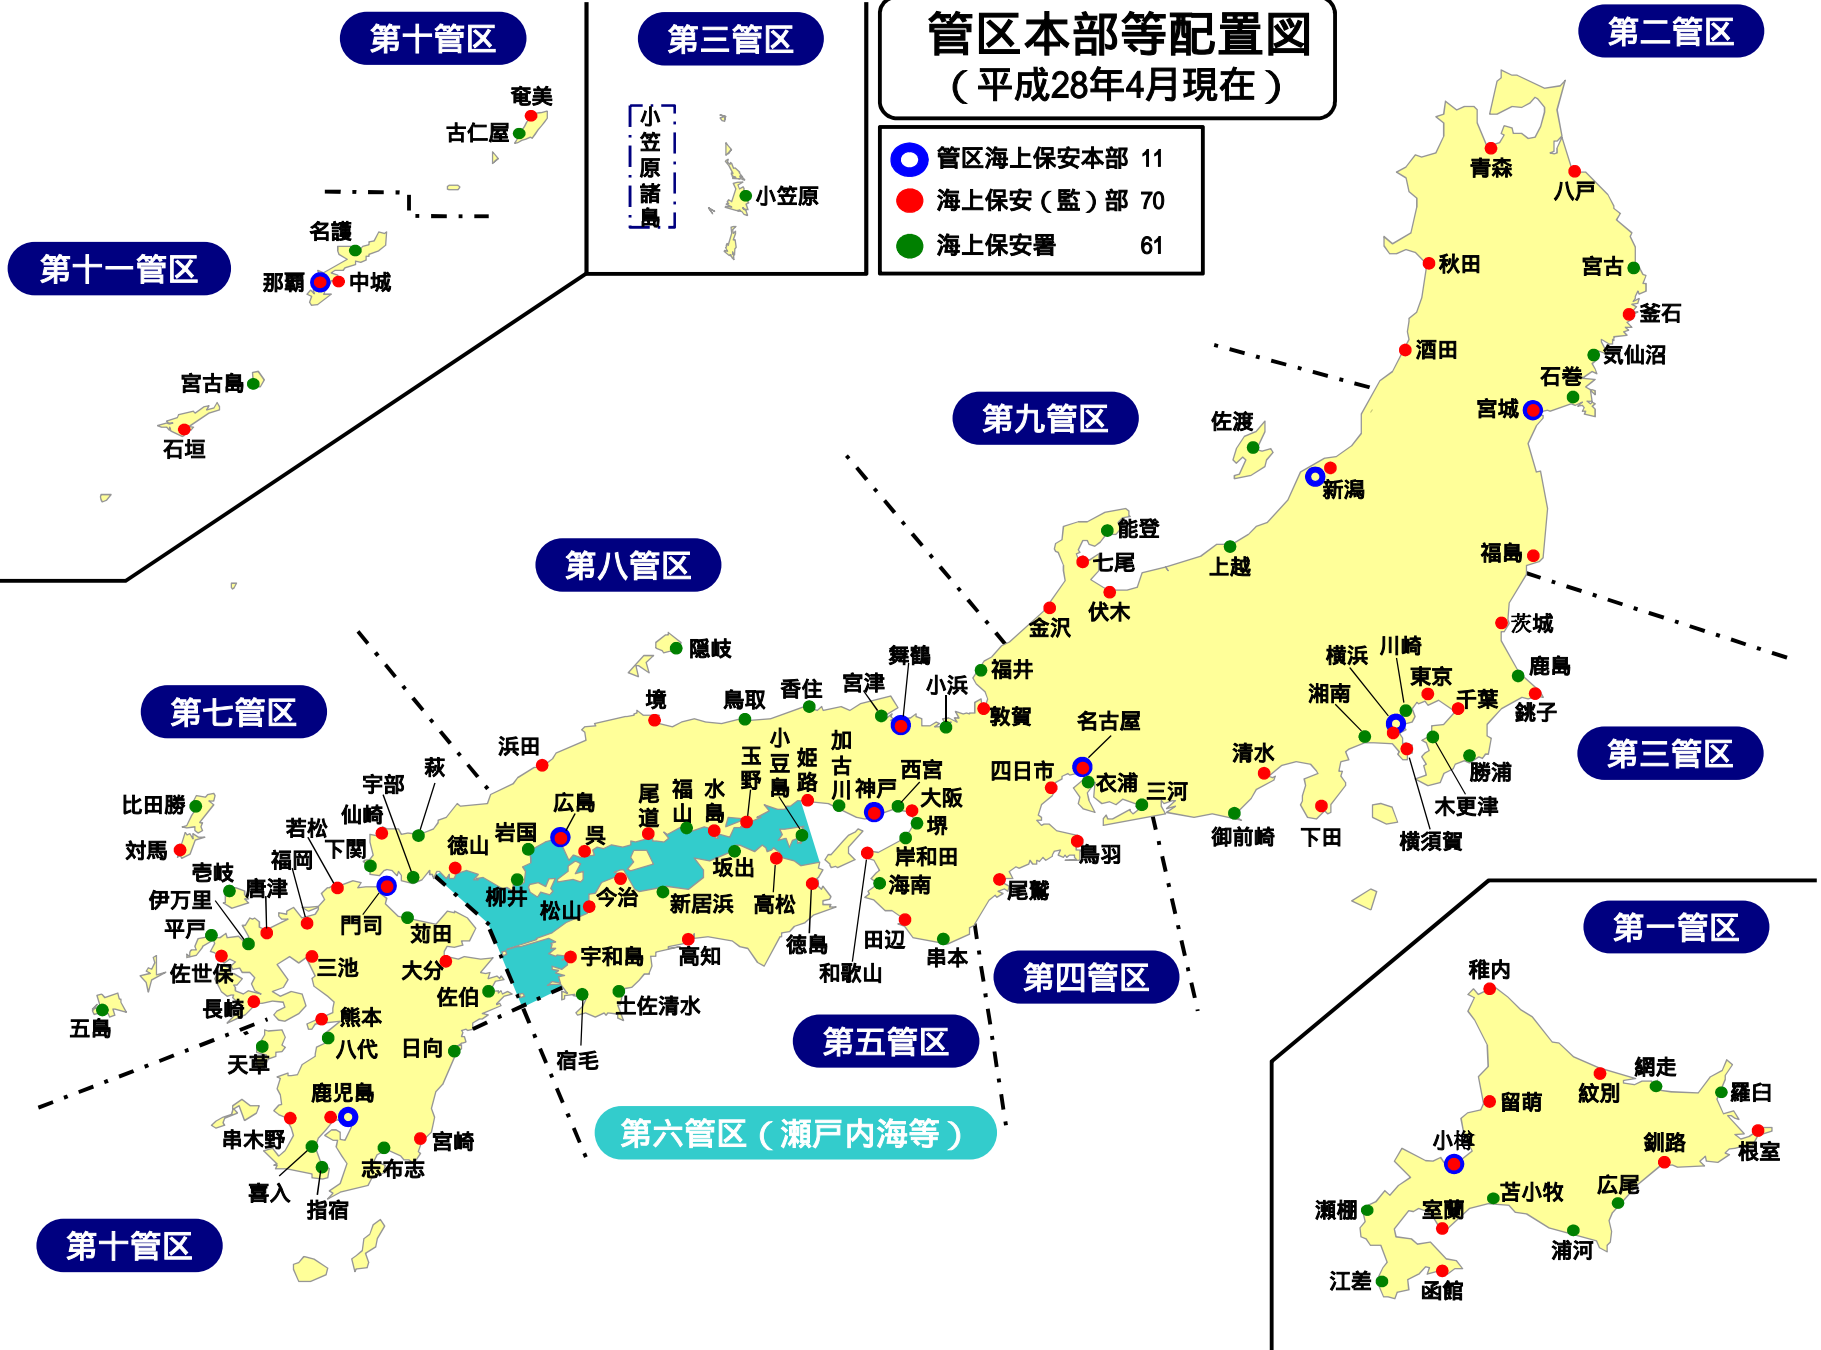 管区本部等配置図
（平成28年4月現在）
管区海上保安本部 11
海上保安（監）部 70
海上保安署 61
第十管区
奄美
古仁屋
第三管区
小笠原諸島
小笠原
第十一管区
名護
那覇
中城
宮古島
石垣
第二管区
青森
八戸
秋田
宮古
釜石
酒田
気仙沼
石巻
宮城
福島
第九管区
佐渡
新潟
能登
七尾
上越
伏木
金沢
第八管区
隠岐
福井
舞鶴
小浜
宮津
敦賀
境
鳥取
香住
浜田
萩
第三管区
茨城
鹿島
川崎
横浜
東京
湘南
千葉
銚子
勝浦
木更津
横須賀
清水
下田
御前崎
第四管区
名古屋
四日市
衣浦
三河
鳥羽
尾鷲
第五管区
小豆島
姫路
加古川
神戸
西宮
大阪
堺
岸和田
海南
田辺
串本
和歌山
徳島
高知
土佐清水
宿毛
第六管区（瀬戸内海等）
玉野
水島
福山
尾道
広島
呉
岩国
柳井
徳山
松山
今治
新居浜
坂出
高松
宇和島
第七管区
宇部
仙崎
下関
若松
福岡
唐津
壱岐
伊万里
平戸
佐世保
長崎
五島
比田勝
対馬
門司
苅田
三池
大分
佐伯
第十管区
熊本
八代
天草
日向
鹿児島
串木野
喜入
指宿
志布志
宮崎
第一管区
稚内
紋別
網走
羅臼
留萌
根室
小樽
釧路
苫小牧
広尾
瀬棚
室蘭
浦河
江差
函館